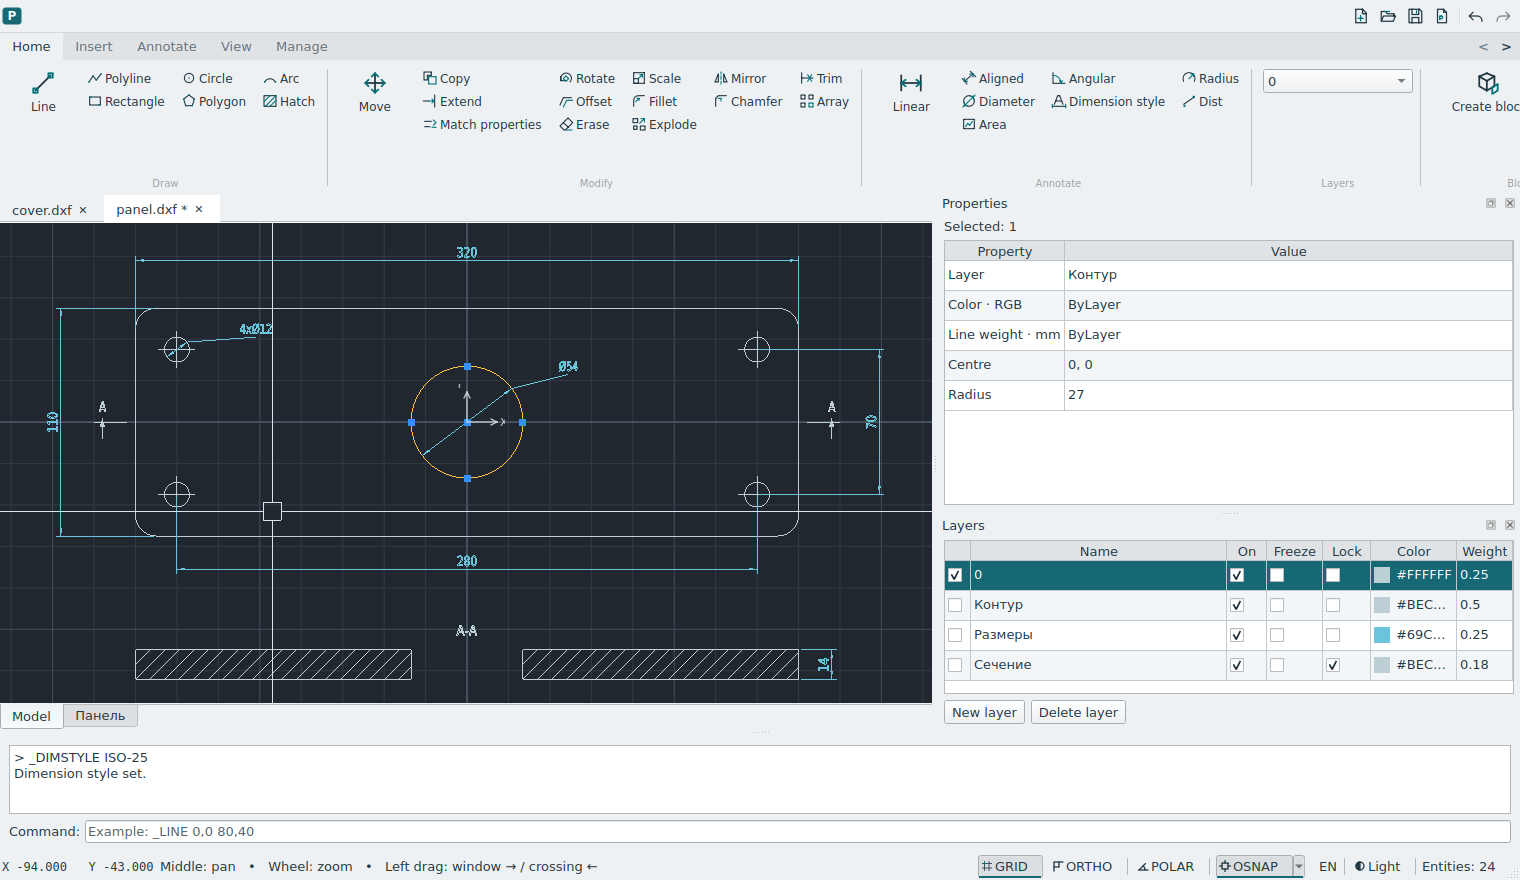 P
Home Insert Annotate View Manage < >
Line Polyline Circle Arc
Rectangle Polygon Hatch
Draw
Move Copy Rotate Scale Mirror Trim
Extend Offset Fillet Chamfer Array
Match properties Erase Explode
Modify
Linear Aligned Angular Radius
Diameter Dimension style Dist
Area
Annotate
0
Layers
Create bloc
Blo
cover.dxf × panel.dxf * ×
320
4xØ12
Ø54
110
A
A
70
X
280
A-A
14
Properties
Selected: 1
Property Value
Layer Контур
Color · RGB ByLayer
Line weight · mm ByLayer
Centre 0, 0
Radius 27
Layers
Name On Freeze Lock Color Weight
0 #FFFFFF 0.25
Контур #BEC... 0.5
Размеры #69C... 0.25
Сечение #BEC... 0.18
New layer Delete layer
Model Панель
> _DIMSTYLE ISO-25
Dimension style set.
Command: Example: _LINE 0,0 80,40
X -94.000 Y -43.000 Middle: pan • Wheel: zoom • Left drag: window → / crossing ← GRID ORTHO POLAR OSNAP EN Light Entities: 24